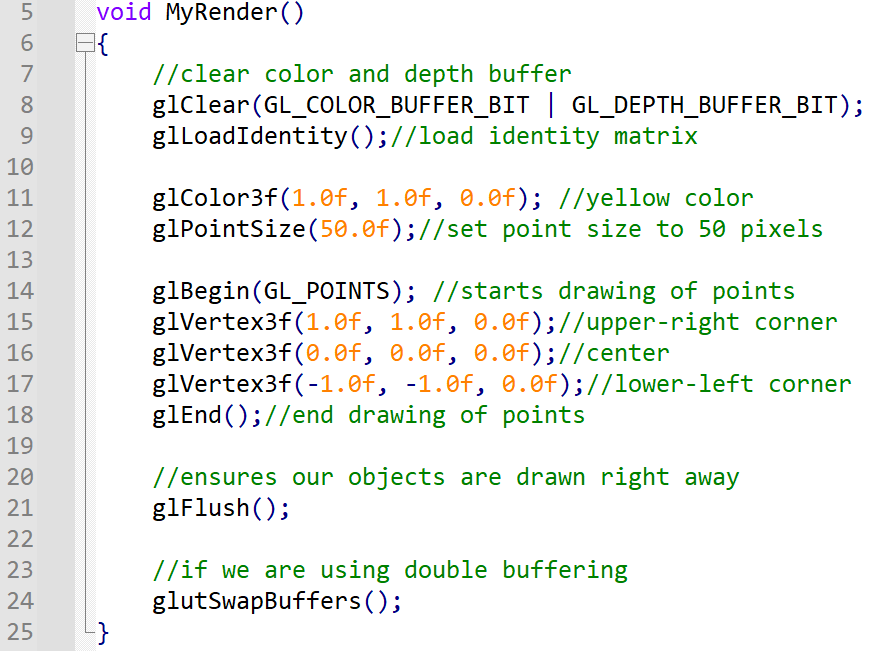 5 void MyRender()
6 {
7 //clear color and depth buffer
8 glClear(GL_COLOR_BUFFER_BIT | GL_DEPTH_BUFFER_BIT);
9 glLoadIdentity();//load identity matrix
10
11 glColor3f(1.0f, 1.0f, 0.0f); //yellow color
12 glPointSize(50.0f);//set point size to 50 pixels
13
14 glBegin(GL_POINTS); //starts drawing of points
15 glVertex3f(1.0f, 1.0f, 0.0f);//upper-right corner
16 glVertex3f(0.0f, 0.0f, 0.0f);//center
17 glVertex3f(-1.0f, -1.0f, 0.0f);//lower-left corner
18 glEnd();//end drawing of points
19
20 //ensures our objects are drawn right away
21 glFlush();
22
23 //if we are using double buffering
24 glutSwapBuffers();
25 }